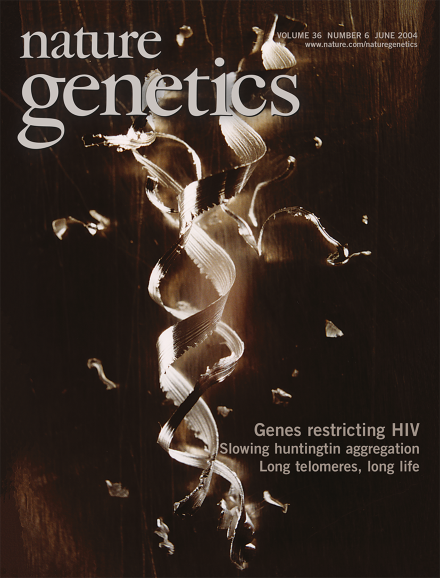 nature
genetics
VOLUME 36 NUMBER 6 JUNE 2004
www.nature.com/naturegenetics
Genes restricting HIV
Slowing huntingtin aggregation
Long telomeres, long life